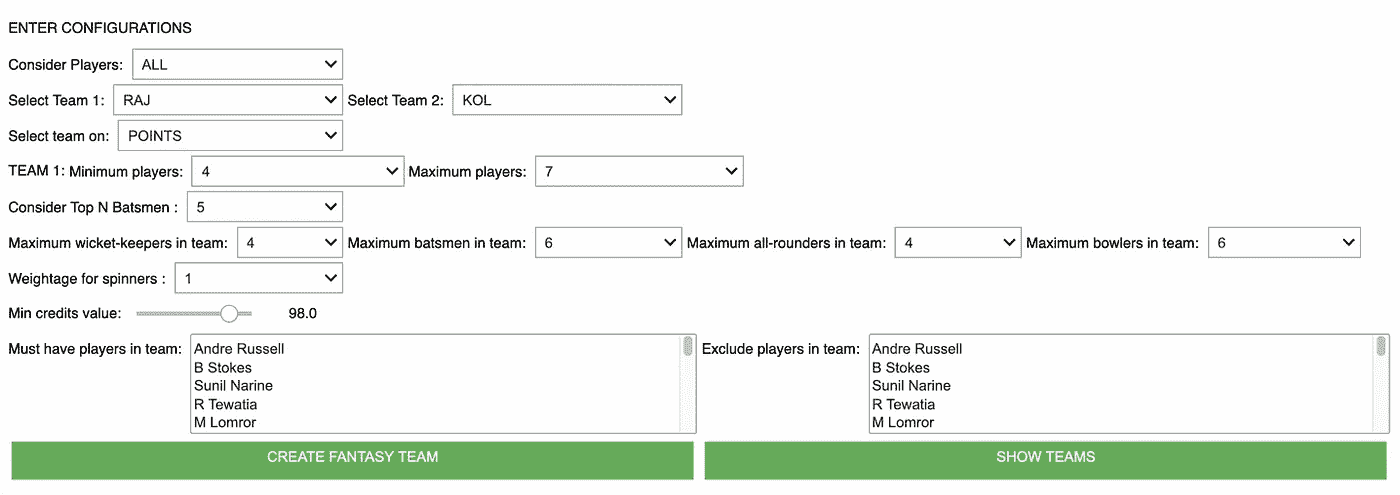 ENTER CONFIGURATIONS
Consider Players: ALL
Select Team 1: RAJ Select Team 2: KOL
Select team on: POINTS
TEAM 1: Minimum players: 4 Maximum players: 7
Consider Top N Batsmen : 5
Maximum wicket-keepers in team: 4 Maximum batsmen in team: 6 Maximum all-rounders in team: 4 Maximum bowlers in team: 6
Weightage for spinners : 1
Min credits value: 98.0
Must have players in team: Andre Russell Exclude players in team: Andre Russell
B Stokes B Stokes
Sunil Narine Sunil Narine
R Tewatia R Tewatia
M Lomror M Lomror
CREATE FANTASY TEAM SHOW TEAMS